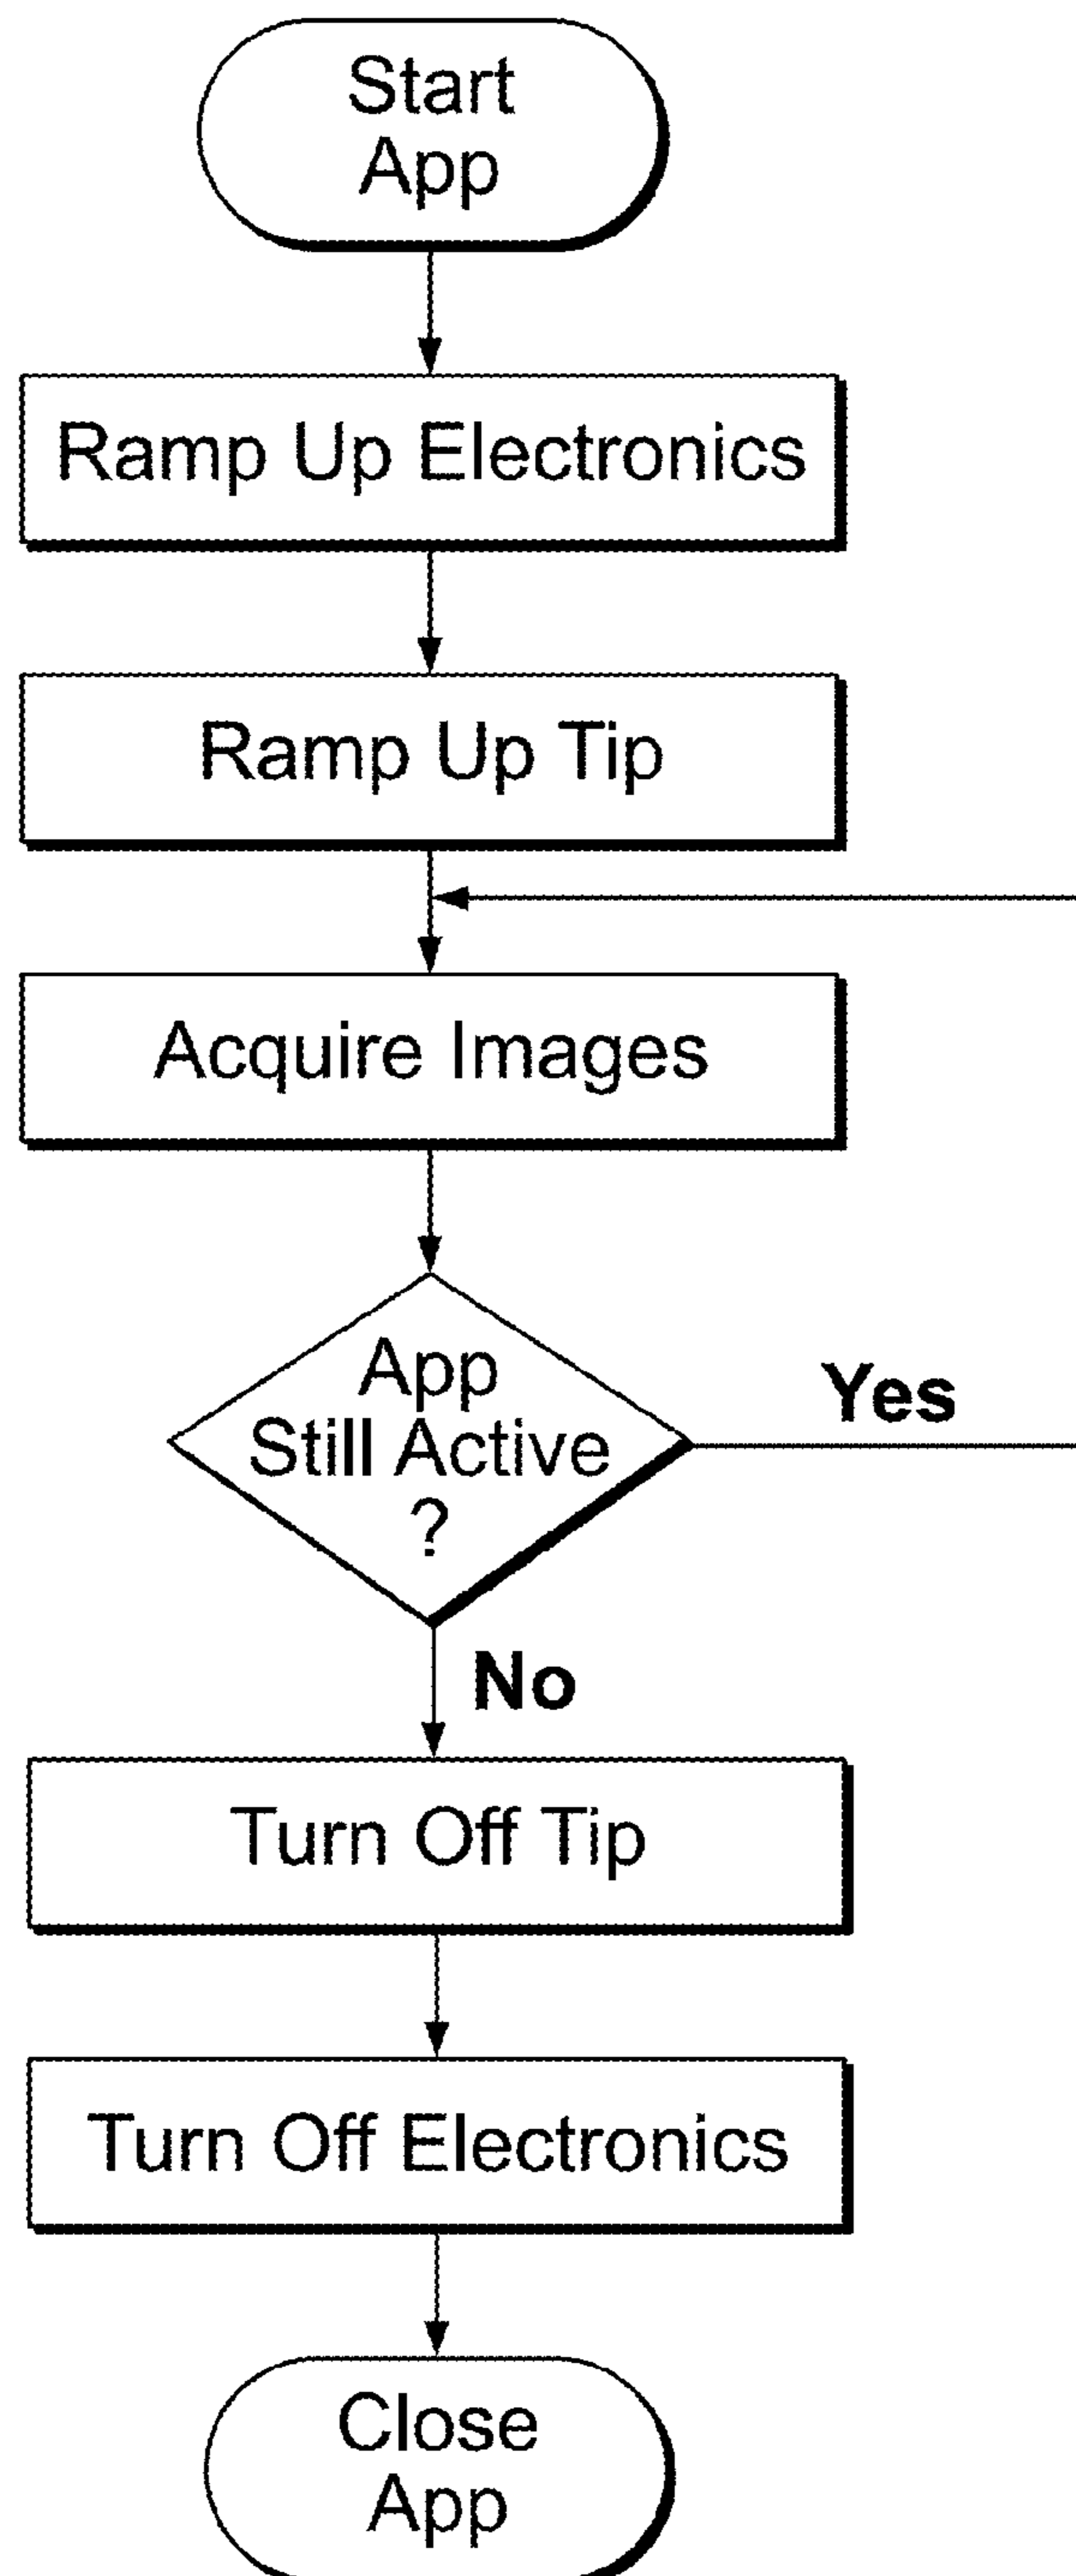 Start
App
Ramp Up Electronics
Ramp Up Tip
Acquire Images
App
Still Active
?
Yes
No
Turn Off Tip
Turn Off Electronics
Close
App